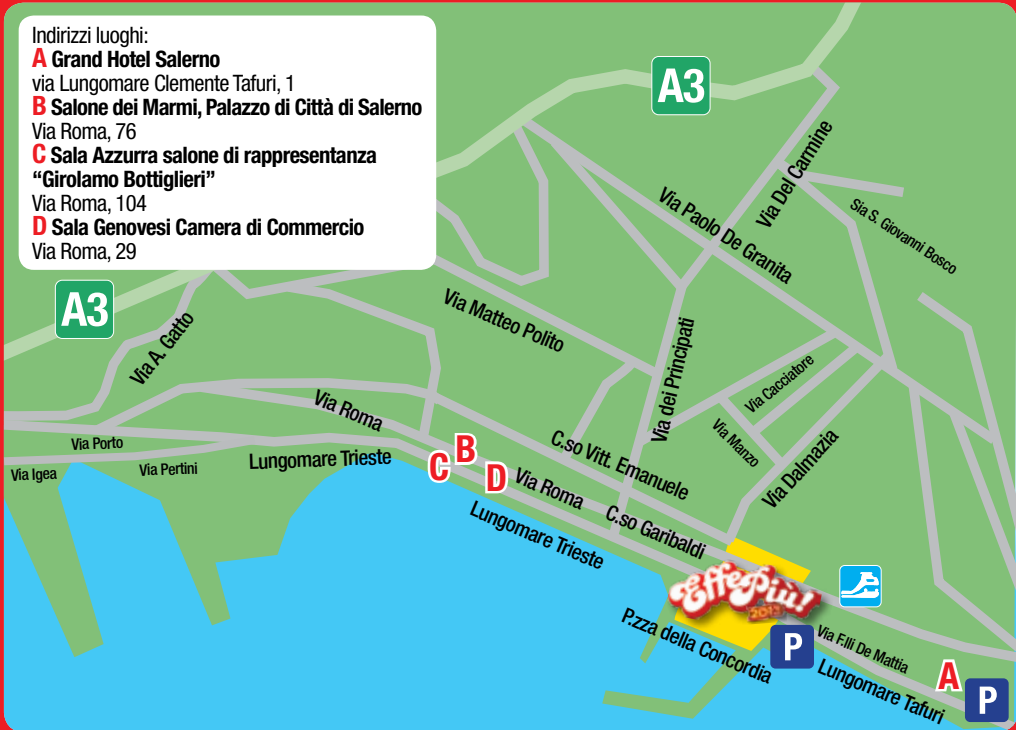 Indirizzi luoghi:
A Grand Hotel Salerno
via Lungomare Clemente Tafuri, 1
B Salone dei Marmi, Palazzo di Città di Salerno
Via Roma, 76
C Sala Azzurra salone di rappresentanza
“Girolamo Bottiglieri”
Via Roma, 104
D Sala Genovesi Camera di Commercio
Via Roma, 29
A3
A3
Via Del Carmine
Via Paolo De Granita
Sia S. Giovanni Bosco
Via A. Gatto
Via Matteo Polito
Via dei Principati
Via Cacciatore
Via Manzo
Via Dalmazia
Via Roma
Via Porto
Via Igea
Via Pertini
Lungomare Trieste
C
B
D
Via Roma
C.so Vitt. Emanuele
C.so Garibaldi
Lungomare Trieste
EffePiù!
2013
P.zza della Concordia
P
Via F.lli De Mattia
Lungomare Tafuri
A
P